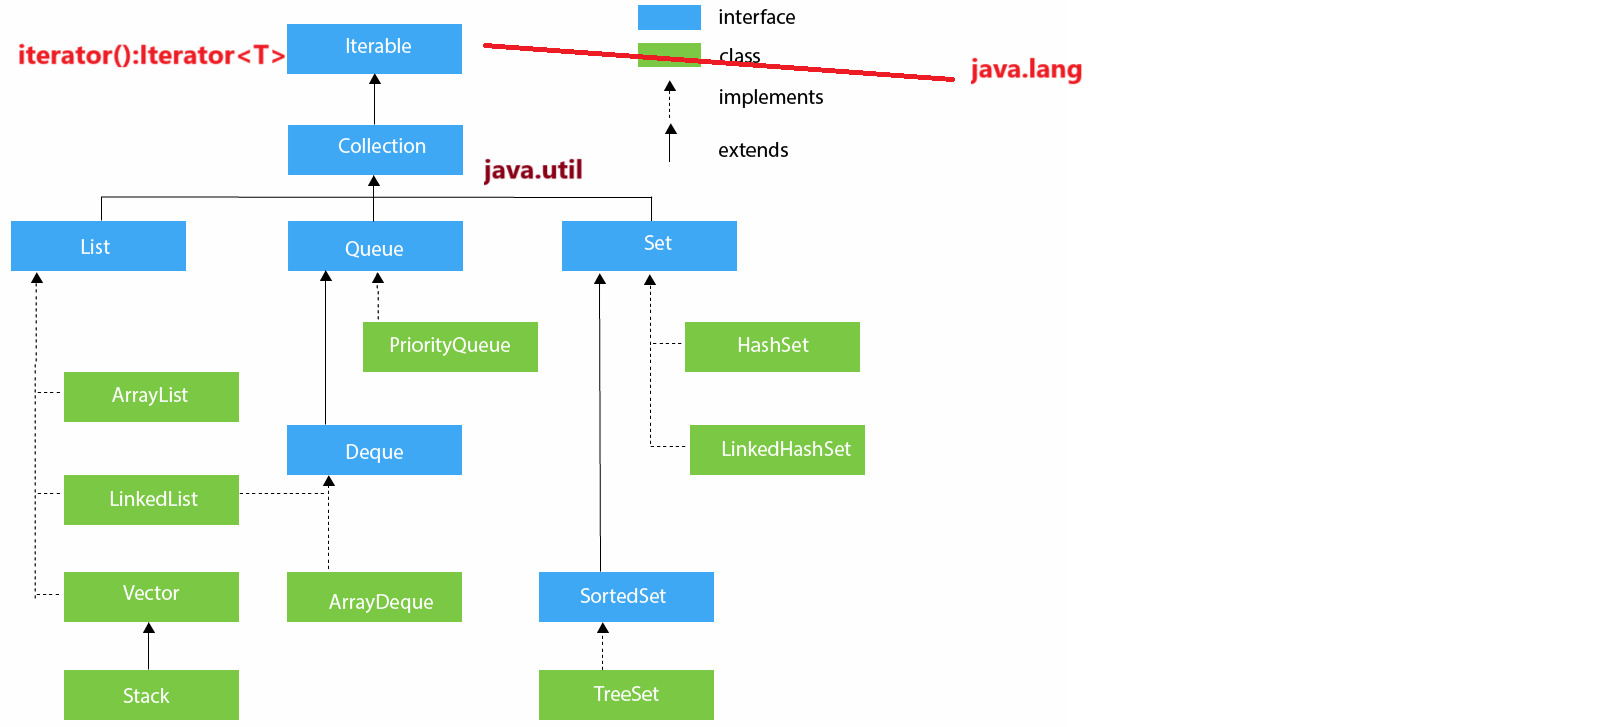 interface
iterator():Iterator<T>
Iterable
class
java.lang
implements
Collection
extends
java.util
List
Queue
Set
PriorityQueue
HashSet
ArrayList
Deque
LinkedHashSet
LinkedList
Vector
ArrayDeque
SortedSet
Stack
TreeSet